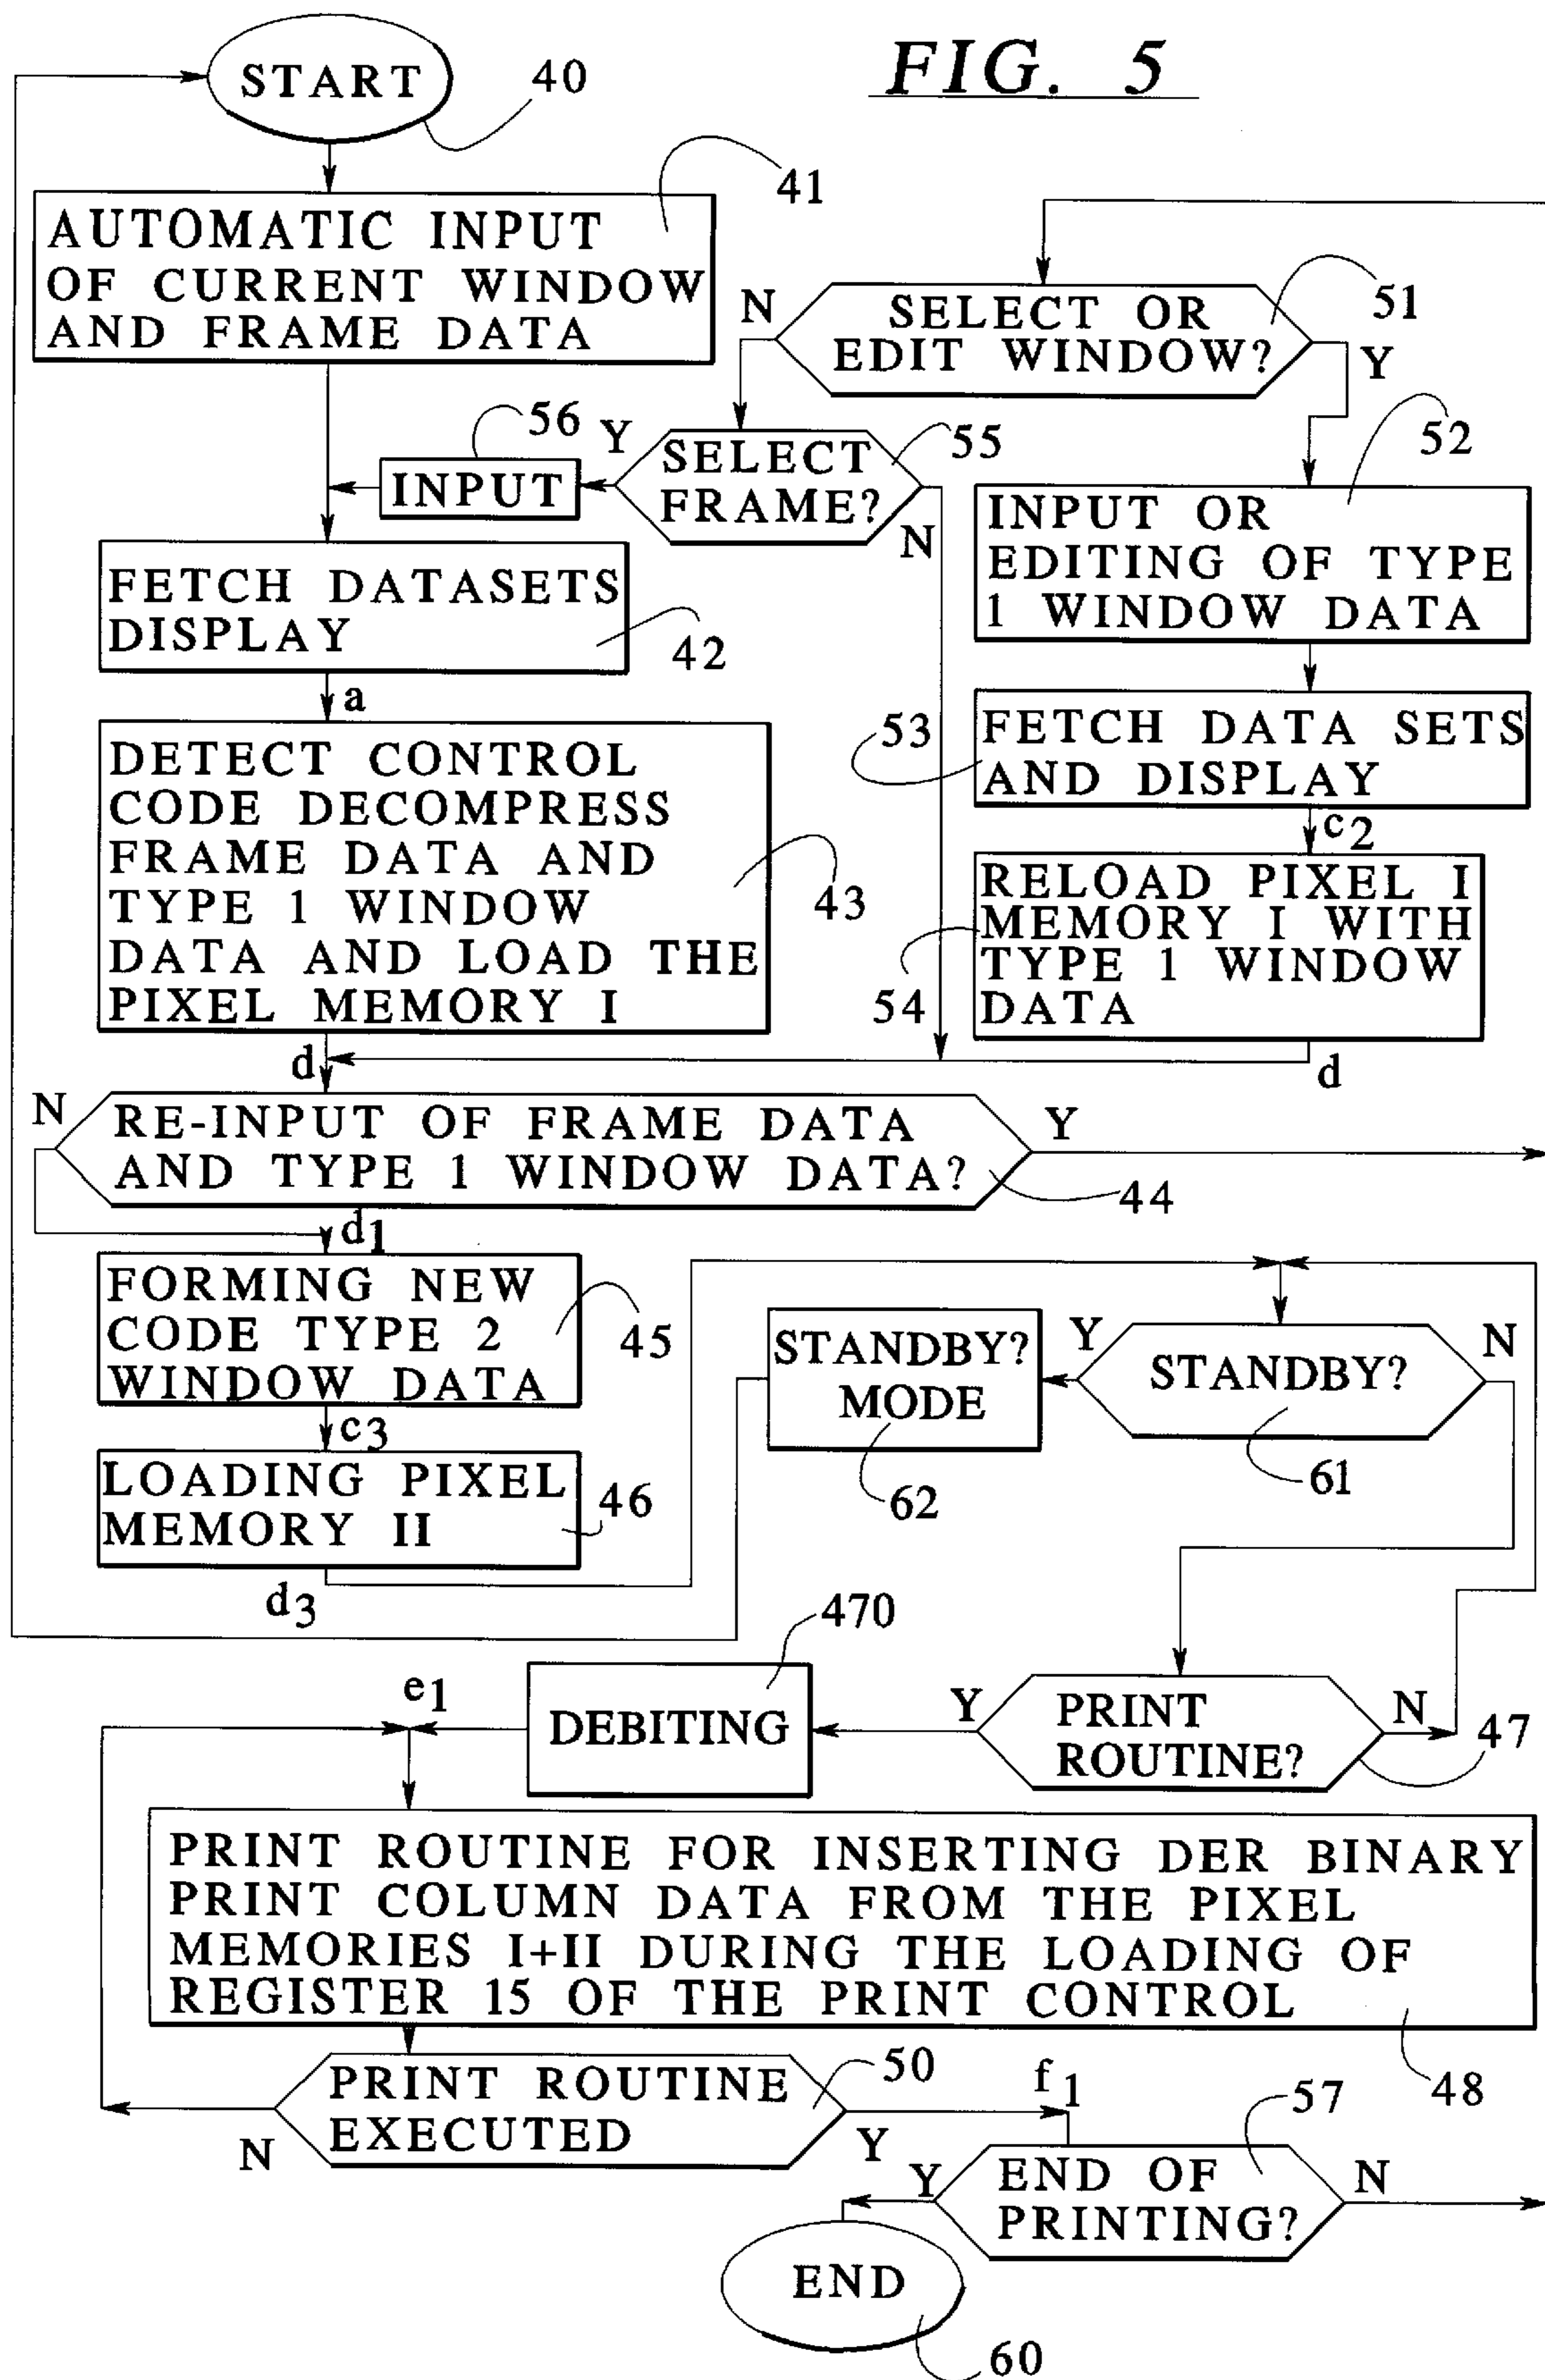 FIG. 5
START
40
41
AUTOMATIC INPUT
OF CURRENT WINDOW
AND FRAME DATA
N
SELECT OR
EDIT WINDOW?
51
Y
56
Y
INPUT
SELECT
FRAME?
55
N
52
INPUT OR
EDITING OF TYPE
1 WINDOW DATA
FETCH DATASETS
DISPLAY
42
a
53
FETCH DATA SETS
AND DISPLAY
c2
DETECT CONTROL
CODE DECOMPRESS
FRAME DATA AND
TYPE 1 WINDOW
DATA AND LOAD THE
PIXEL MEMORY I
43
RELOAD PIXEL I
MEMORY I WITH
TYPE 1 WINDOW
DATA
54
d
d
N
RE-INPUT OF FRAME DATA
AND TYPE 1 WINDOW DATA?
Y
44
d1
FORMING NEW
CODE TYPE 2
WINDOW DATA
45
c3
STANDBY?
MODE
62
Y
STANDBY?
N
61
LOADING PIXEL
MEMORY II
46
d3
470
e1
DEBITING
Y
PRINT
ROUTINE?
N
47
PRINT ROUTINE FOR INSERTING DER BINARY
PRINT COLUMN DATA FROM THE PIXEL
MEMORIES I+II DURING THE LOADING OF
REGISTER 15 OF THE PRINT CONTROL
48
PRINT ROUTINE
EXECUTED
50
N
Y
f1
57
Y
END OF
PRINTING?
N
END
60